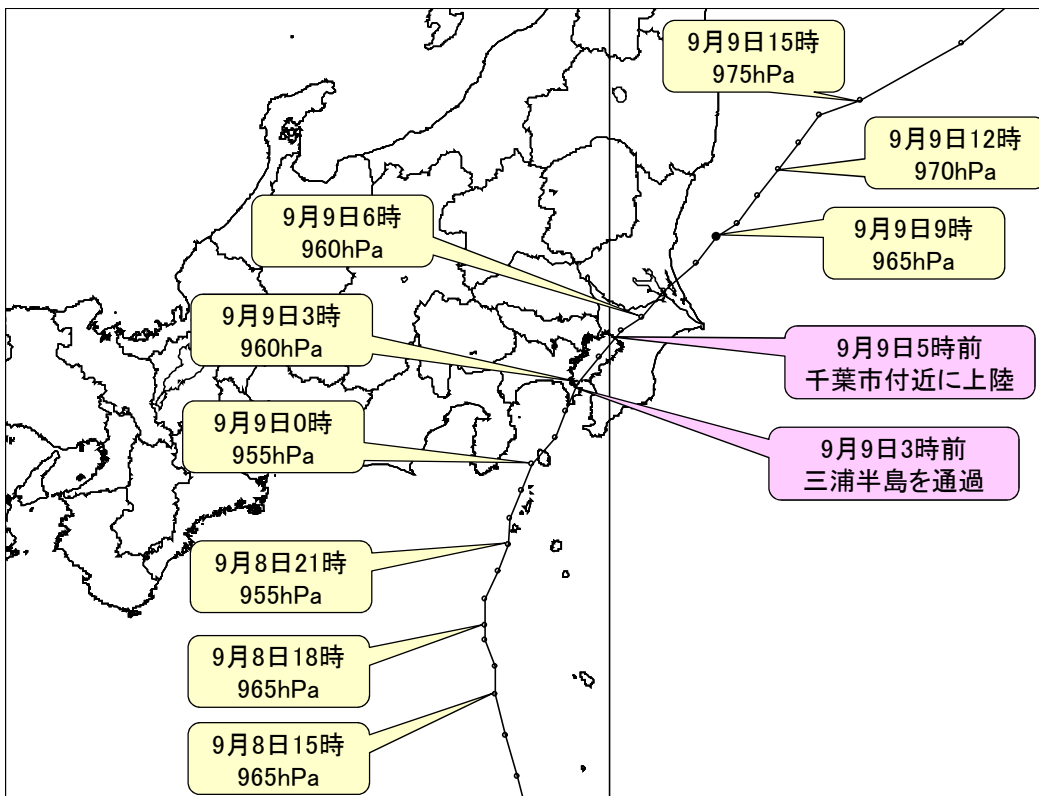 9月9日15時
975hPa
9月9日12時
970hPa
9月9日6時
960hPa
9月9日9時
965hPa
9月9日3時
960hPa
9月9日5時前
千葉市付近に上陸
9月9日0時
955hPa
9月9日3時前
三浦半島を通過
9月8日21時
955hPa
9月8日18時
965hPa
9月8日15時
965hPa